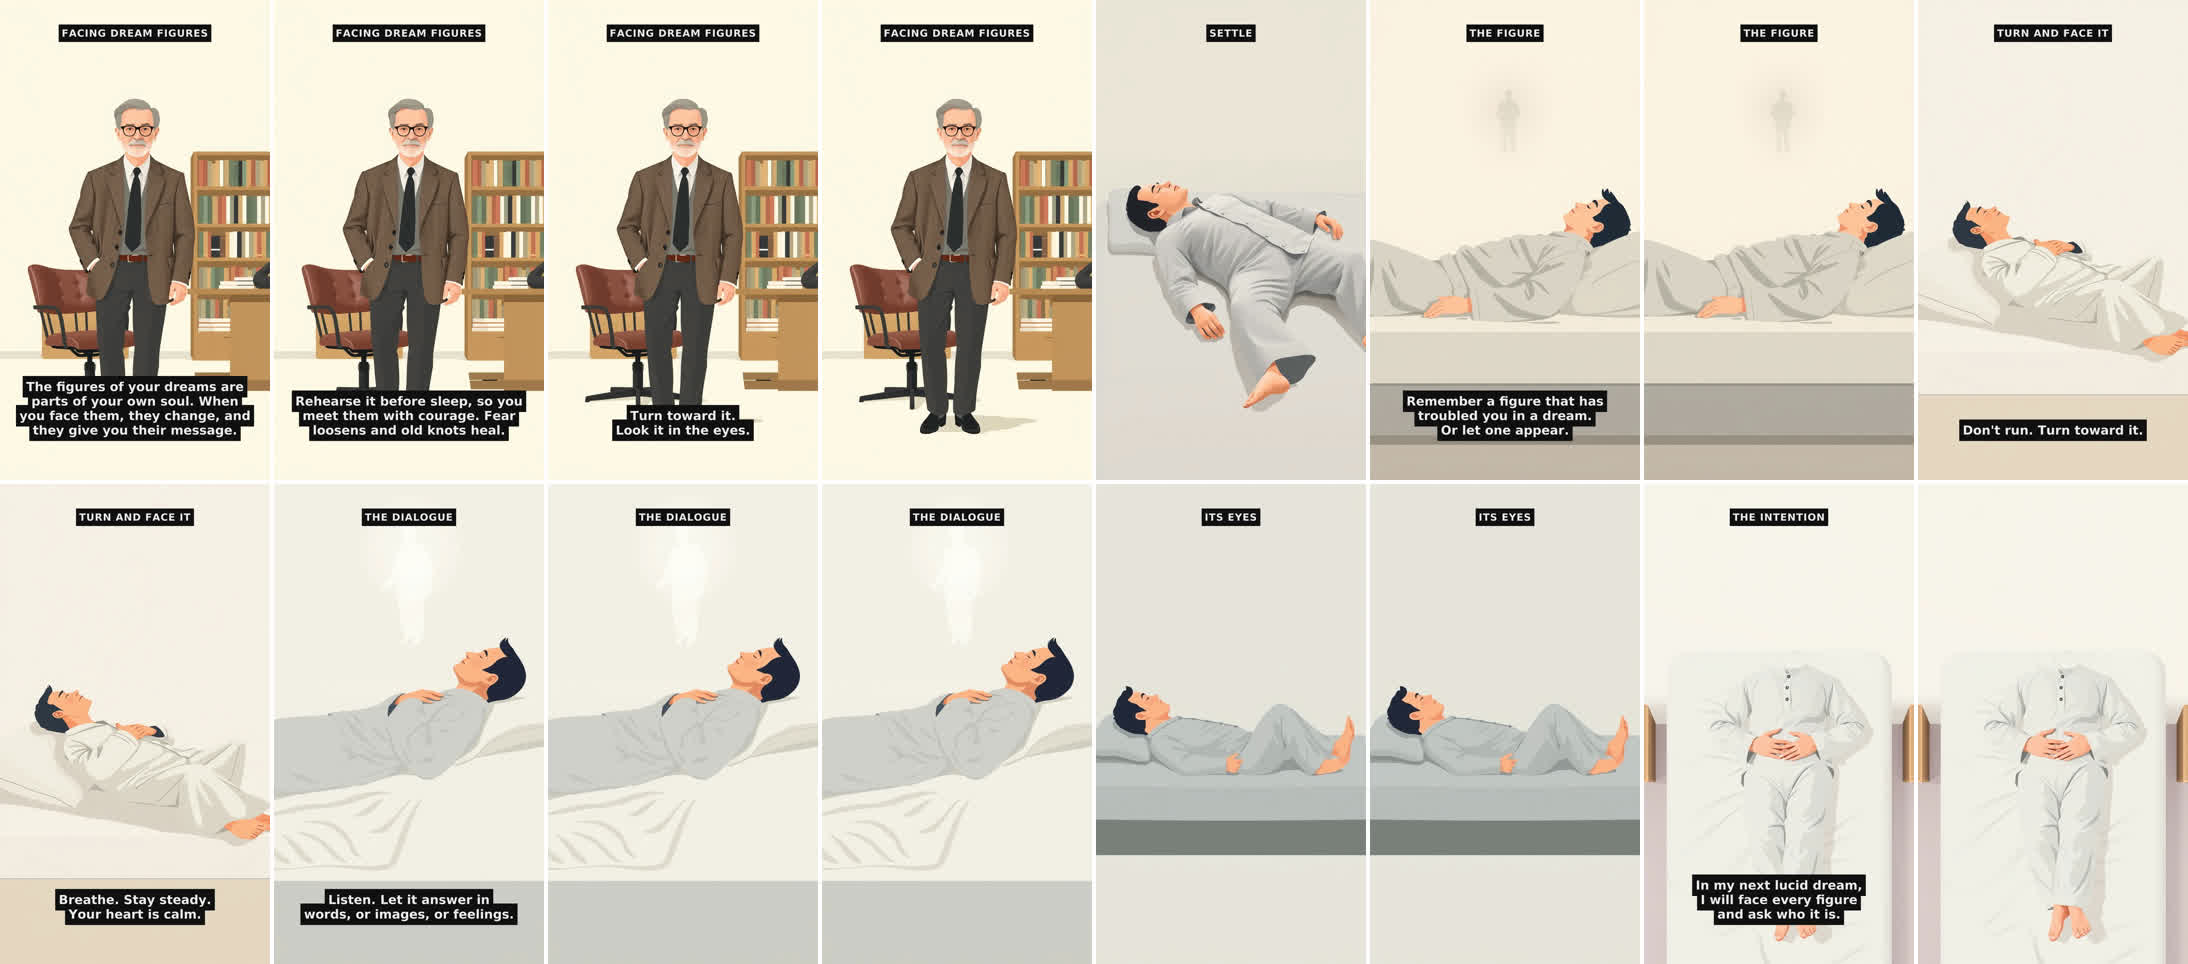 FACING DREAM FIGURES
The figures of your dreams are
parts of your own soul. When
you face them, they change, and
they give you their message.
FACING DREAM FIGURES
Rehearse it before sleep, so you
meet them with courage. Fear
loosens and old knots heal.
FACING DREAM FIGURES
Turn toward it.
Look it in the eyes.
FACING DREAM FIGURES
SETTLE
THE FIGURE
Remember a figure that has
troubled you in a dream.
Or let one appear.
THE FIGURE
TURN AND FACE IT
Don't run. Turn toward it.
TURN AND FACE IT
Breathe. Stay steady.
Your heart is calm.
THE DIALOGUE
Listen. Let it answer in
words, or images, or feelings.
THE DIALOGUE
THE DIALOGUE
ITS EYES
ITS EYES
THE INTENTION
In my next lucid dream,
I will face every figure
and ask who it is.